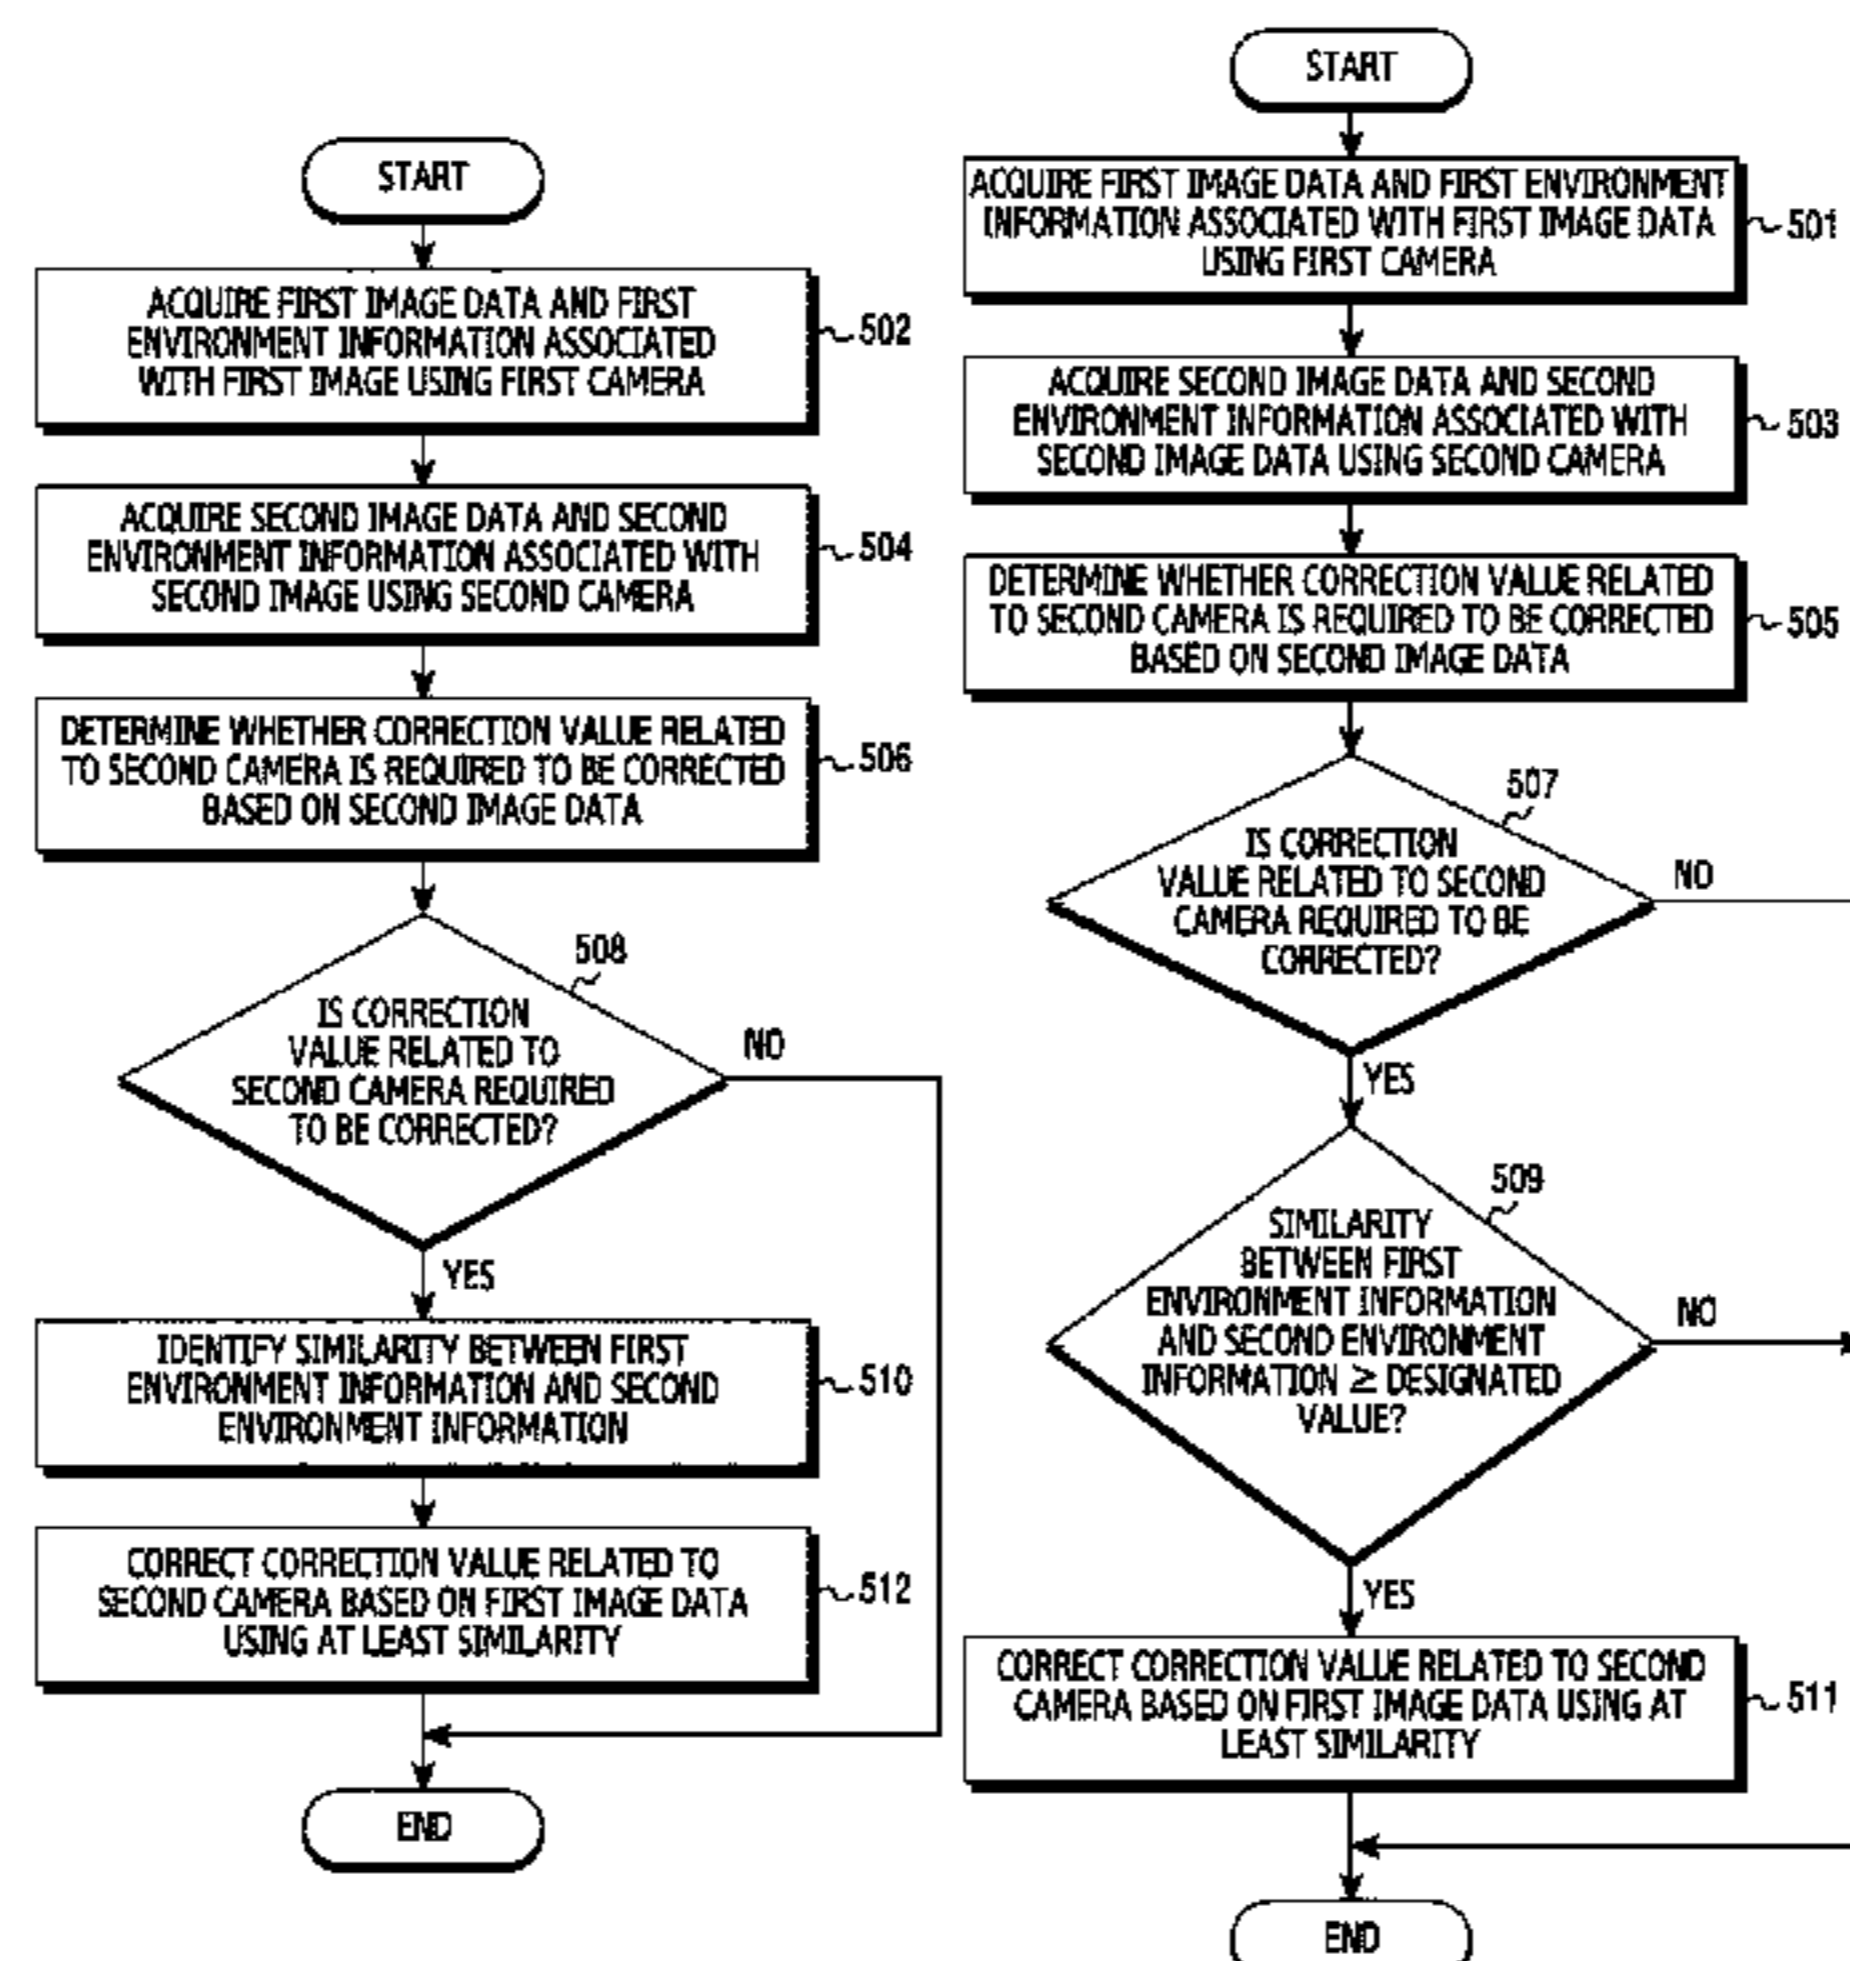 START
ACQUIRE FIRST IMAGE DATA AND FIRST
ENVIRONMENT INFORMATION ASSOCIATED
WITH FIRST IMAGE USING FIRST CAMERA
502
ACQUIRE SECOND IMAGE DATA AND SECOND
ENVIRONMENT INFORMATION ASSOCIATED WITH
SECOND IMAGE USING SECOND CAMERA
504
DETERMINE WHETHER CORRECTION VALUE RELATED
TO SECOND CAMERA IS REQUIRED TO BE CORRECTED
BASED ON SECOND IMAGE DATA
506
508
IS CORRECTION
VALUE RELATED TO
SECOND CAMERA REQUIRED
TO BE CORRECTED?
NO
YES
IDENTIFY SIMILARITY BETWEEN FIRST
ENVIRONMENT INFORMATION AND SECOND
ENVIRONMENT INFORMATION
510
CORRECT CORRECTION VALUE RELATED TO
SECOND CAMERA BASED ON FIRST IMAGE DATA
USING AT LEAST SIMILARITY
512
END
START
ACQUIRE FIRST IMAGE DATA AND FIRST ENVIRONMENT
INFORMATION ASSOCIATED WITH FIRST IMAGE DATA
USING FIRST CAMERA
501
ACQUIRE SECOND IMAGE DATA AND SECOND
ENVIRONMENT INFORMATION ASSOCIATED WITH
SECOND IMAGE DATA USING SECOND CAMERA
503
DETERMINE WHETHER CORRECTION VALUE RELATED
TO SECOND CAMERA IS REQUIRED TO BE CORRECTED
BASED ON SECOND IMAGE DATA
505
507
IS CORRECTION
VALUE RELATED TO SECOND
CAMERA REQUIRED TO BE
CORRECTED?
NO
YES
509
SIMILARITY
BETWEEN FIRST
ENVIRONMENT INFORMATION
AND SECOND ENVIRONMENT
INFORMATION ≥ DESIGNATED
VALUE?
NO
YES
CORRECT CORRECTION VALUE RELATED TO SECOND
CAMERA BASED ON FIRST IMAGE DATA USING AT
LEAST SIMILARITY
511
END